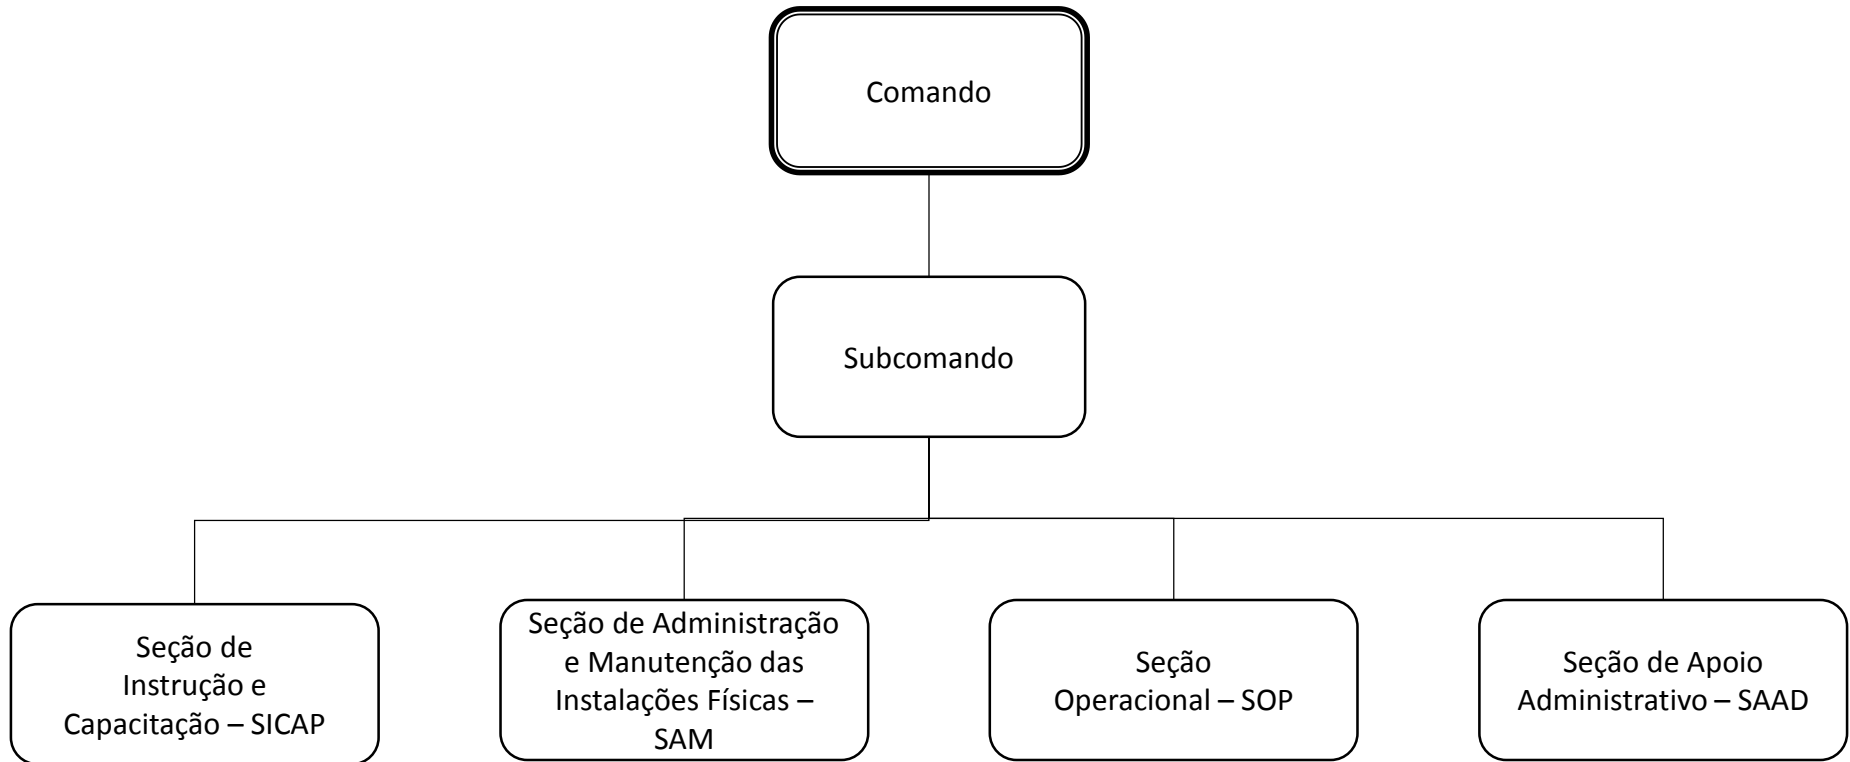 Comando
Subcomando
Seção de
Instrução e
Capacitação – SICAP
Seção de Administração
e Manutenção das
Instalações Físicas –
SAM
Seção
Operacional – SOP
Seção de Apoio
Administrativo – SAAD